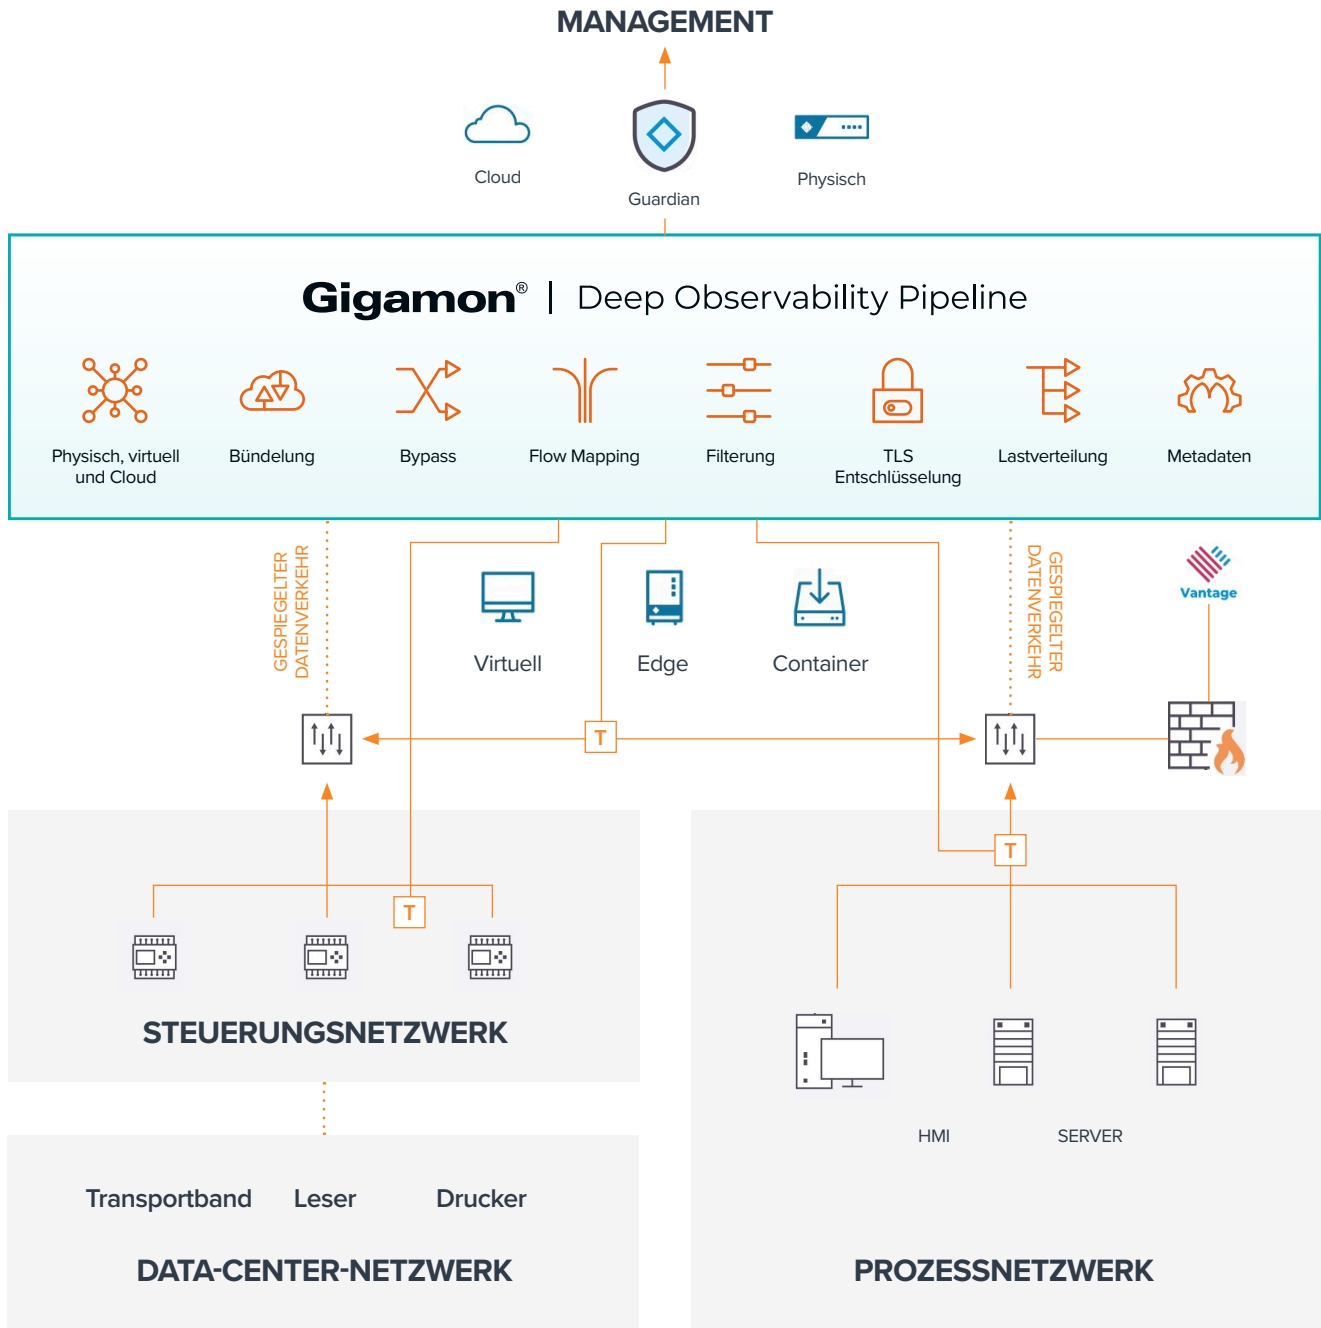 MANAGEMENT
Cloud
Guardian
Physisch
Gigamon® | Deep Observability Pipeline
Physisch, virtuell
und Cloud
Bündelung
Bypass
Flow Mapping
Filterung
TLS
Entschlüsselung
Lastverteilung
Metadaten
GESPIEGELTER
DATENVERKEHR
Virtuell
Edge
Container
GESPIEGELTER
DATENVERKEHR
Vantage
T
T
T
STEUERUNGSNETZWERK
HMI
SERVER
Transportband
Leser
Drucker
DATA-CENTER-NETZWERK
PROZESSNETZWERK